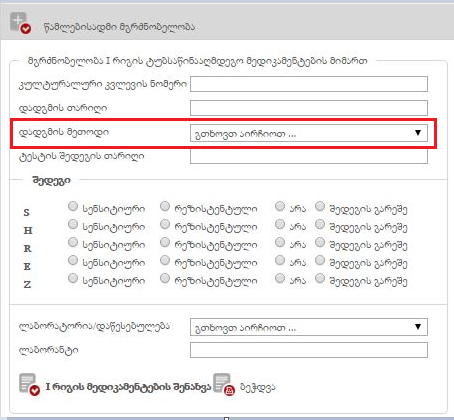 წამლებისადმი მგრძნობელობა
მგრძნობელობა I რიგის ტუბსაწინააღმდეგო მედიკამენტების მიმართ
კულტურალური კვლევის ნომერი
დადგმის თარიღი
დადგმის მეთოდი გთხოვთ აირჩიოთ ...
ტესტის შედეგის თარიღი
შედეგი
S სენსიტიური რეზისტენტული არა შედეგის გარეშე
H სენსიტიური რეზისტენტული არა შედეგის გარეშე
R სენსიტიური რეზისტენტული არა შედეგის გარეშე
E სენსიტიური რეზისტენტული არა შედეგის გარეშე
Z სენსიტიური რეზისტენტული არა შედეგის გარეშე
ლაბორატორია/დაწესებულება გთხოვთ აირჩიოთ ...
ლაბორანტი
I რიგის მედიკამენტების შენახვა ბეჭდვა